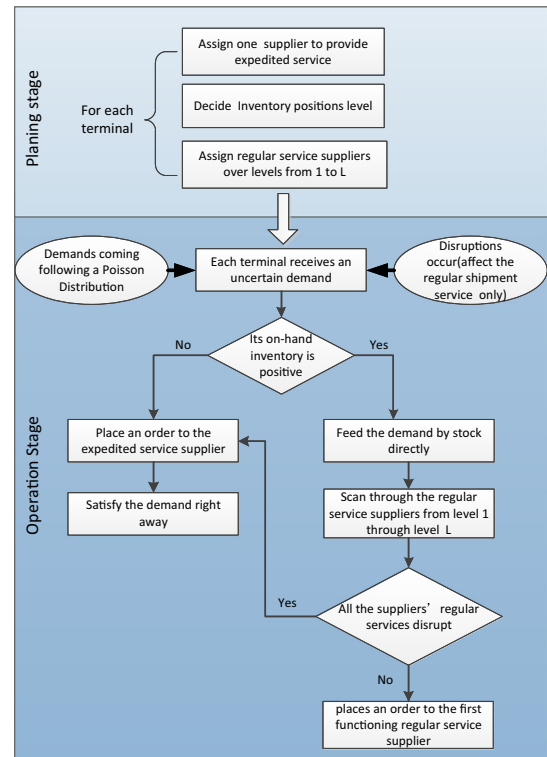 Planing stage
For each
terminal
Assign one supplier to provide
expedited service
Decide Inventory positions level
Assign regular service suppliers
over levels from 1 to L
Operation Stage
Demands coming
following a Poisson
Distribution
Each terminal receives an
uncertain demand
Disruptions
occur(affect the
regular shipment
service only)
Its on-hand
inventory is
positive
No
Yes
Place an order to the
expedited service supplier
Feed the demand by stock
directly
Satisfy the demand right
away
Scan through the regular
service suppliers from level 1
through level L
Yes
All the suppliers' regular
services disrupt
No
places an order to the first
functioning regular service
supplier